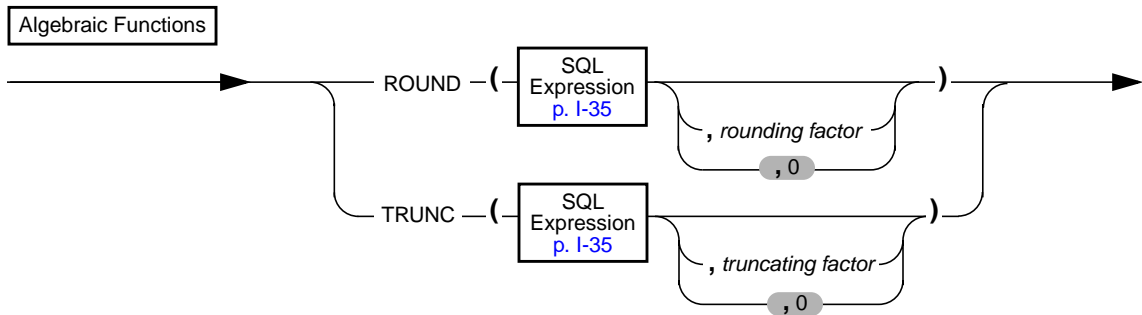 Algebraic Functions
ROUND ( SQL Expression p. I-35 )
, rounding factor
, 0
TRUNC ( SQL Expression p. I-35 )
, truncating factor
, 0